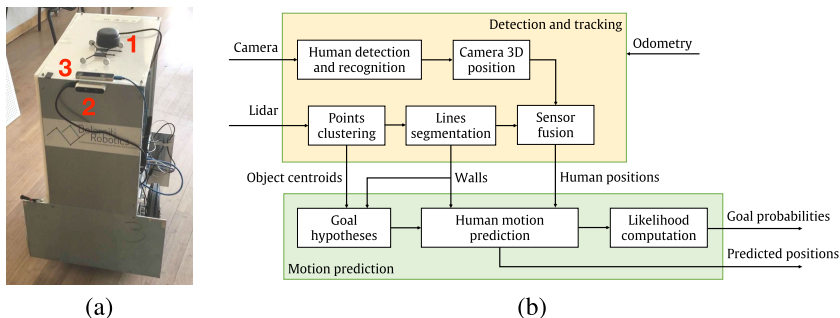 1
3
2
Robotics
(a)
Detection and tracking
Camera
Human detection
and recognition
Camera 3D
position
Odometry
Lidar
Points
clustering
Lines
segmentation
Sensor
fusion
Object centroids
Walls
Human positions
Goal
hypotheses
Human motion
prediction
Likelihood
computation
Goal probabilities
Predicted positions
Motion prediction
(b)